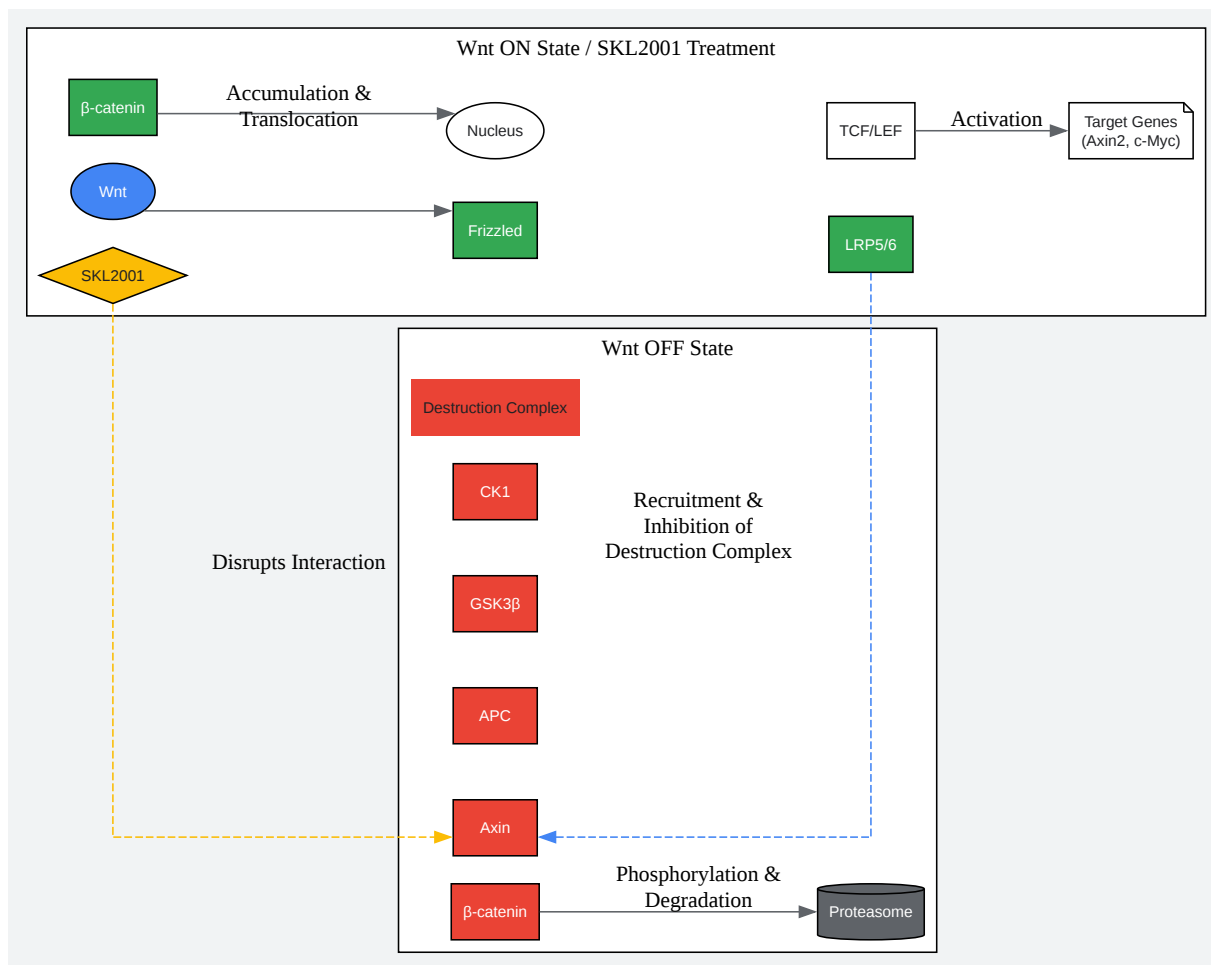 Wnt ON State / SKL2001 Treatment
β-catenin
Accumulation &
Translocation
Nucleus
TCF/LEF
Activation
Target Genes
(Axin2, c-Myc)
Wnt
Frizzled
LRP5/6
SKL2001
Wnt OFF State
Destruction Complex
CK1
Recruitment &
Inhibition of
Destruction Complex
Disrupts Interaction
GSK3β
APC
Axin
Phosphorylation &
Degradation
β-catenin
Proteasome